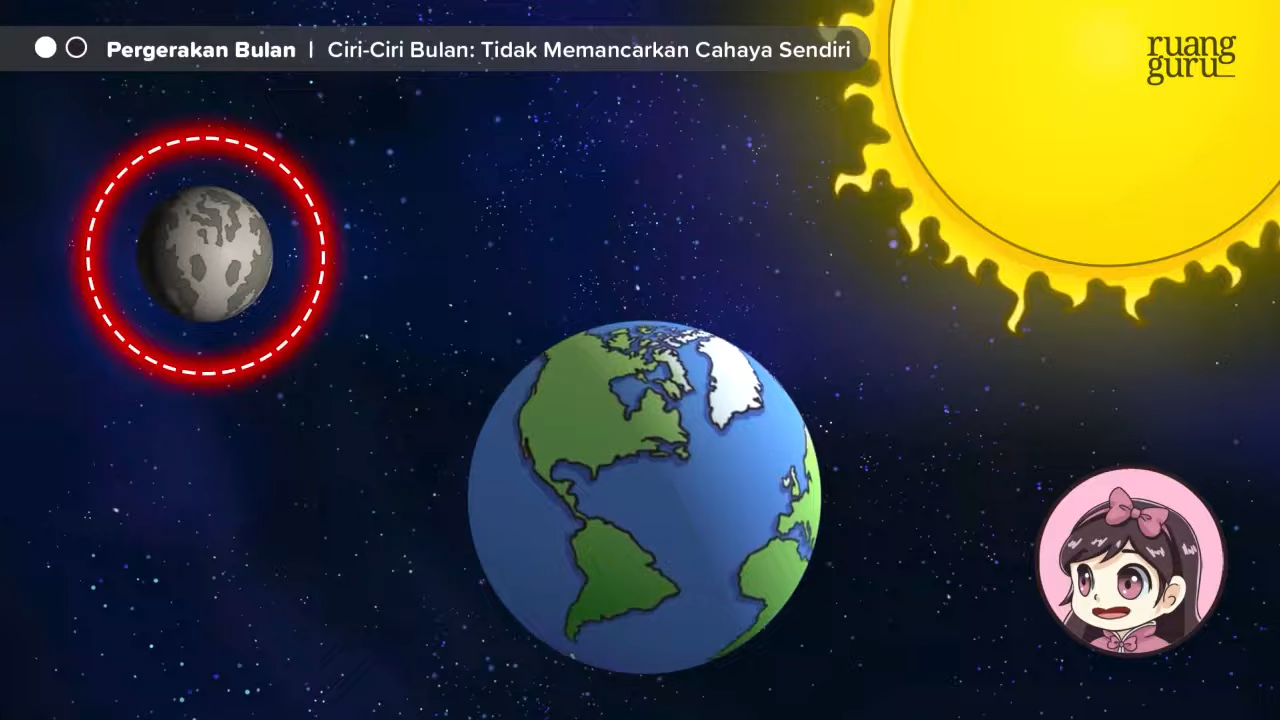 Pergerakan Bulan | Ciri-Ciri Bulan: Tidak Memancarkan Cahaya Sendiri
ruang
guru